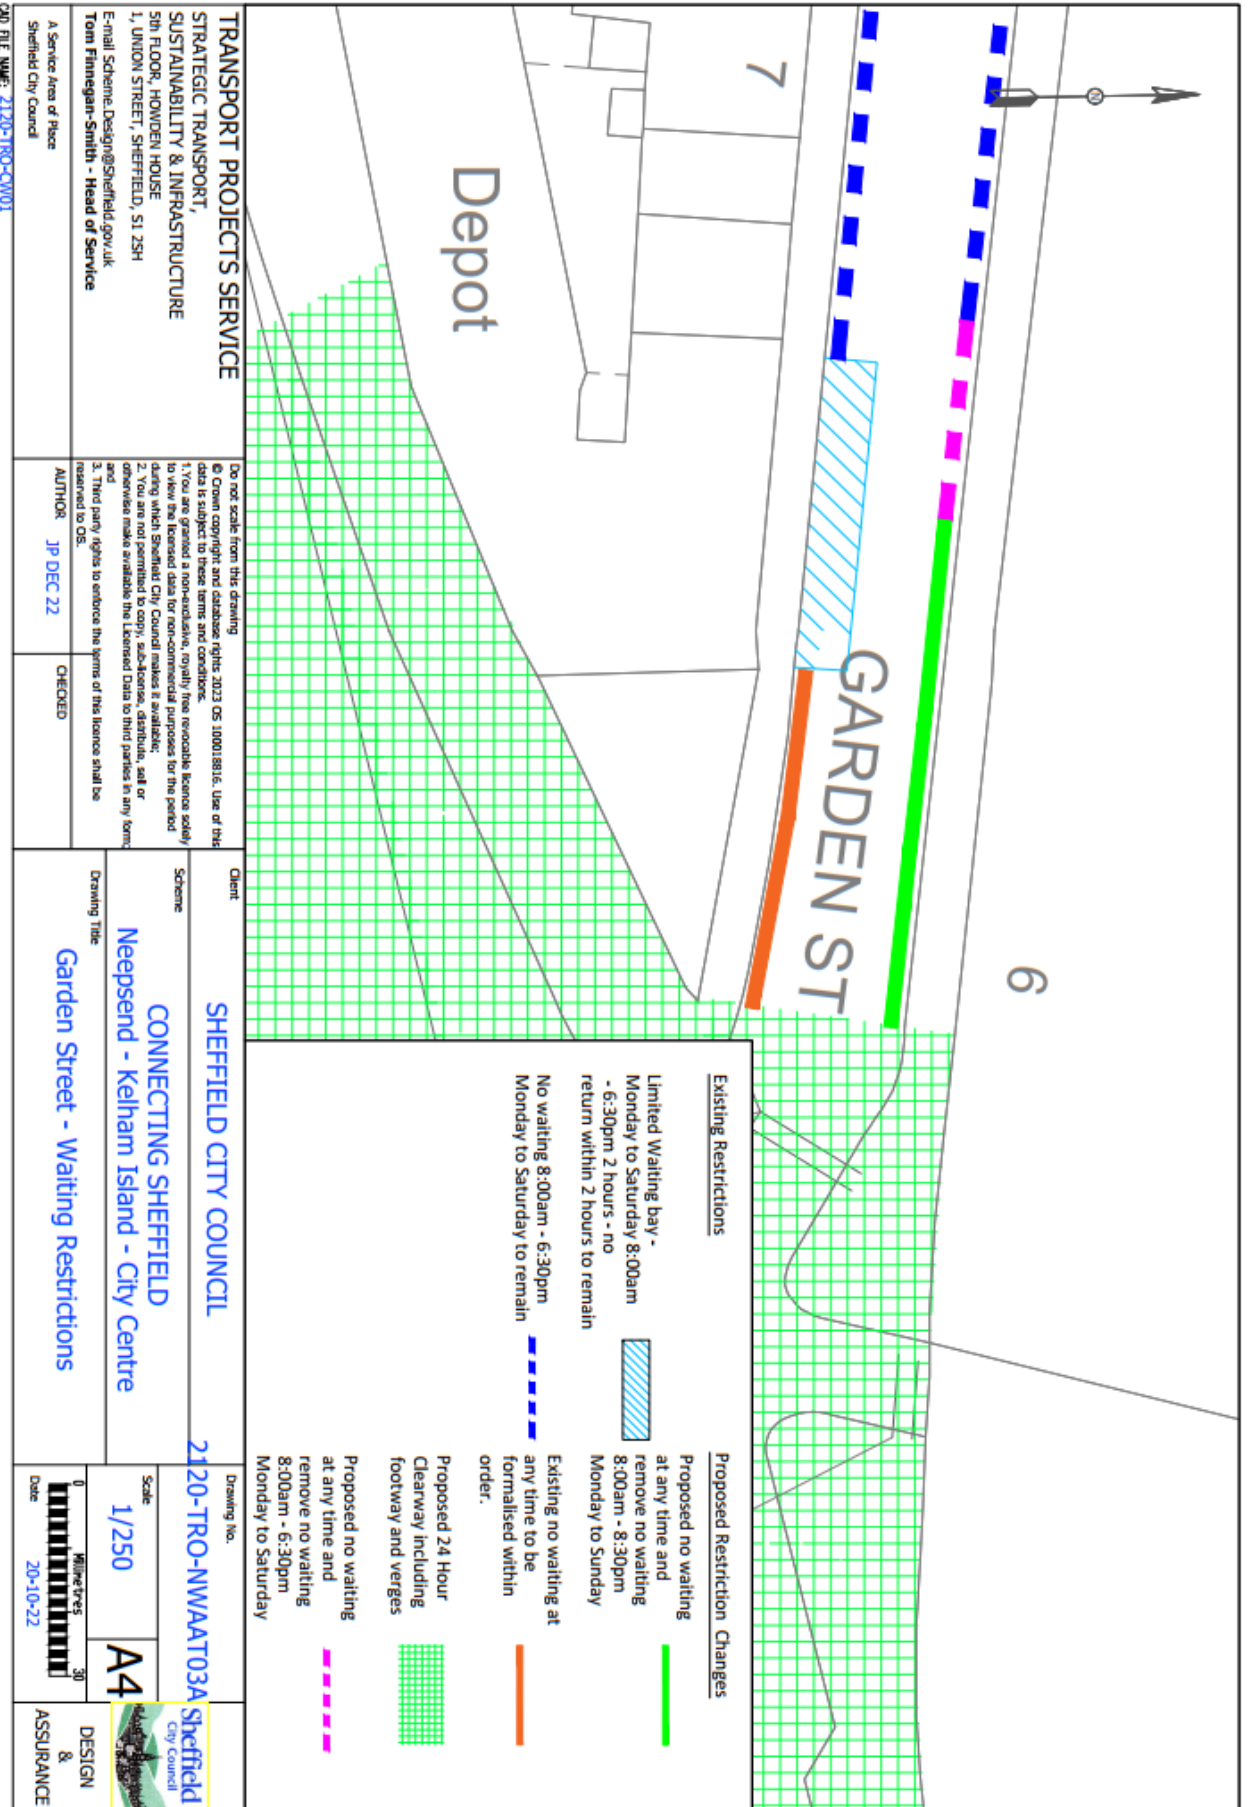 7
Depot
GARDEN ST
6
Existing Restrictions
Limited Waiting bay -
Monday to Saturday 8:00am
- 6:30pm 2 hours - no
return within 2 hours to remain
No waiting 8:00am - 6:30pm
Monday to Saturday to remain
Proposed Restriction Changes
Proposed no waiting
at any time and
remove no waiting
8:00am - 8:30pm
Monday to Sunday
Existing no waiting at
any time to be
formalised within
order.
Proposed 24 Hour
Clearway including
footway and verges
Proposed no waiting
at any time and
remove no waiting
8:00am - 6:30pm
Monday to Saturday
N
TRANSPORT PROJECTS SERVICE
STRATEGIC TRANSPORT,
SUSTAINABILITY & INFRASTRUCTURE
5th FLOOR, HOWDEN HOUSE
1, UNION STREET, SHEFFIELD, S1 2SH
E-mail Scheme.Design@Sheffield.gov.uk
Tom Finnegan-Smith - Head of Service
A Service Area of Place
Sheffield City Council
CAD FILE NAME: 2120-TRO-CW01
Do not scale from this drawing
© Crown copyright and database rights 2023 OS 100018816. Use of this
data is subject to these terms and conditions.
1.You are granted a non-exclusive, royalty free revocable licence solely
to view the licensed data for non-commercial purposes for the period
during which Sheffield City Council makes it available;
2. You are not permitted to copy, sub-license, distribute, sell or
otherwise make available the Licensed Data to third parties in any form;
and
3. Third party rights to enforce the terms of this licence shall be
reserved to OS.
AUTHOR JP DEC 22
CHECKED
Client
SHEFFIELD CITY COUNCIL
Scheme
CONNECTING SHEFFIELD
Neepsend - Kelham Island - City Centre
Drawing Title
Garden Street - Waiting Restrictions
Drawing No.
2120-TRO-NWAAT03A
Scale
1/250
A4
0 Millimetres 30
Date
20-10-22
Sheffield
City Council
DESIGN
&
ASSURANCE